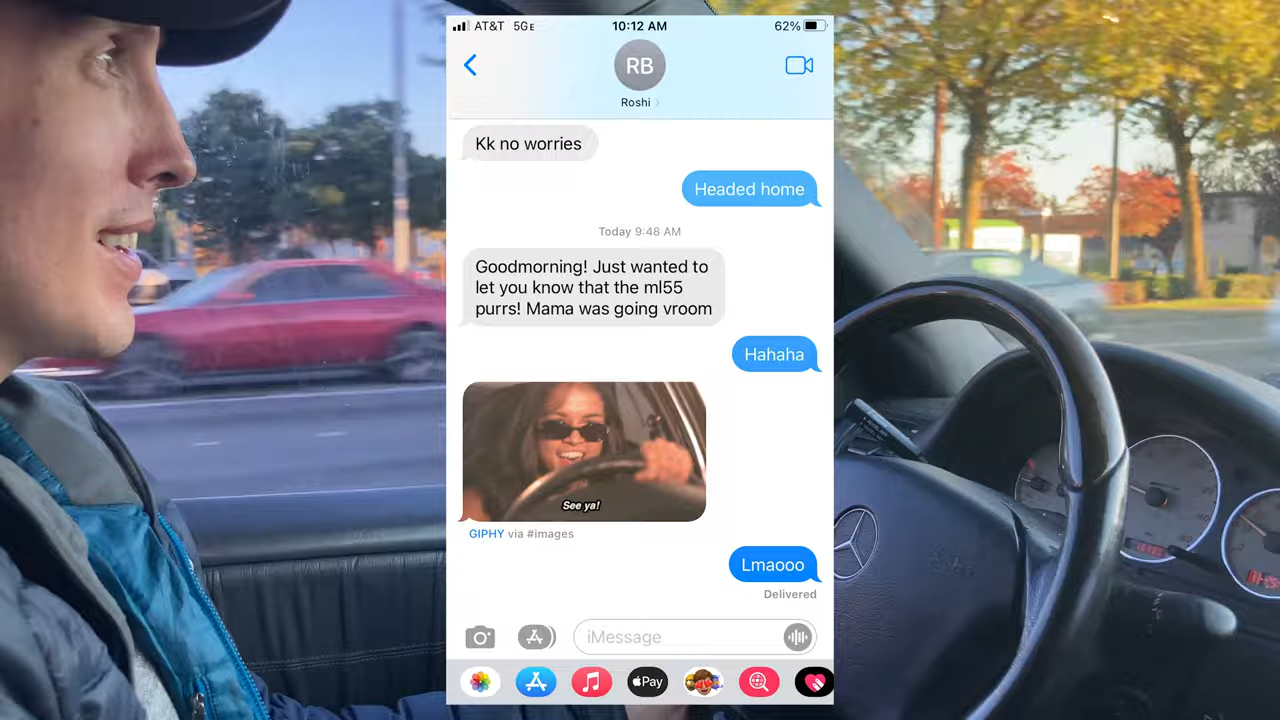 AT&T 5GE 10:12 AM 62%
RB
Roshi
Kk no worries
Headed home
Today 9:48 AM
Goodmorning! Just wanted to
let you know that the ml55
purrs! Mama was going vroom
Hahaha
See ya!
GIPHY via #images
Lmaooo
Delivered
iMessage
Pay